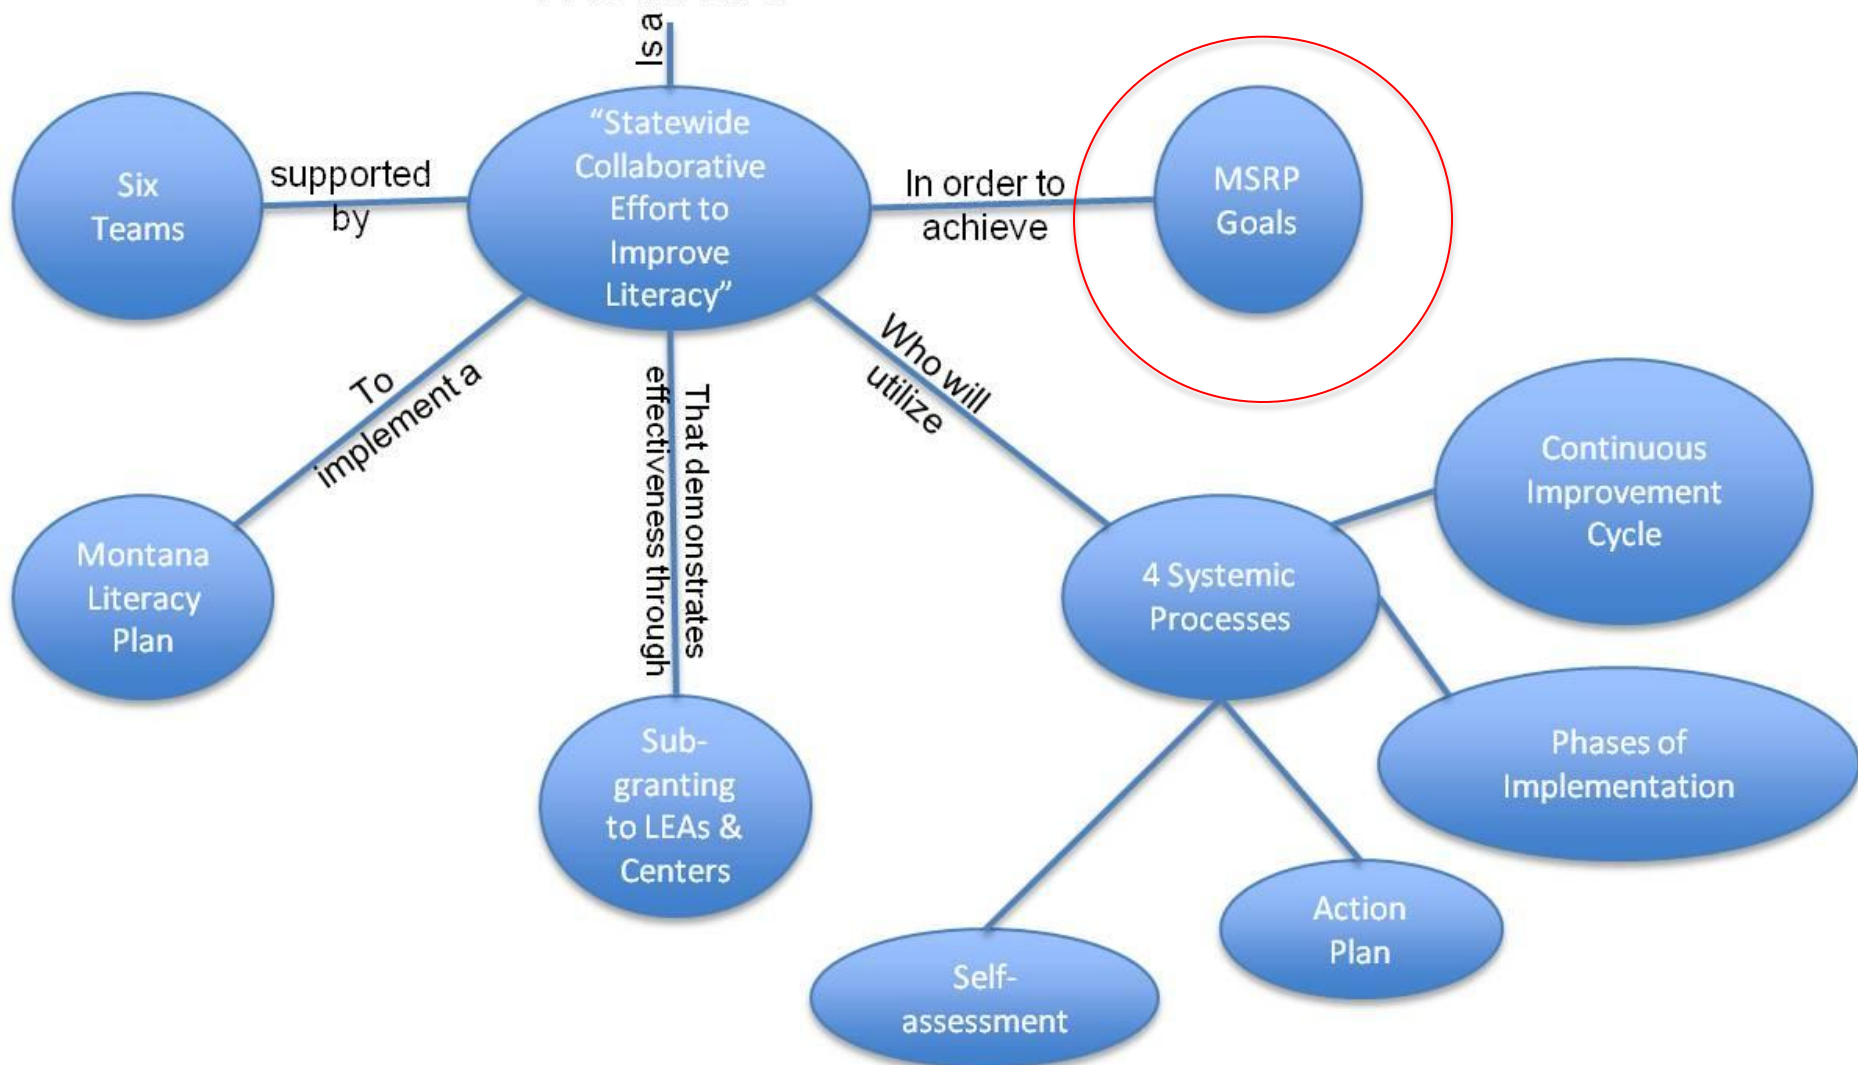 Is a
"Statewide
Collaborative
Effort to
Improve
Literacy"
Six
Teams
supported
by
In order to
achieve
MSRP
Goals
To
implement a
That demonstrates
effectiveness through
Who will
utilize
Montana
Literacy
Plan
Sub-
granting
to LEAs &
Centers
4 Systemic
Processes
Continuous
Improvement
Cycle
Phases of
Implementation
Action
Plan
Self-
assessment